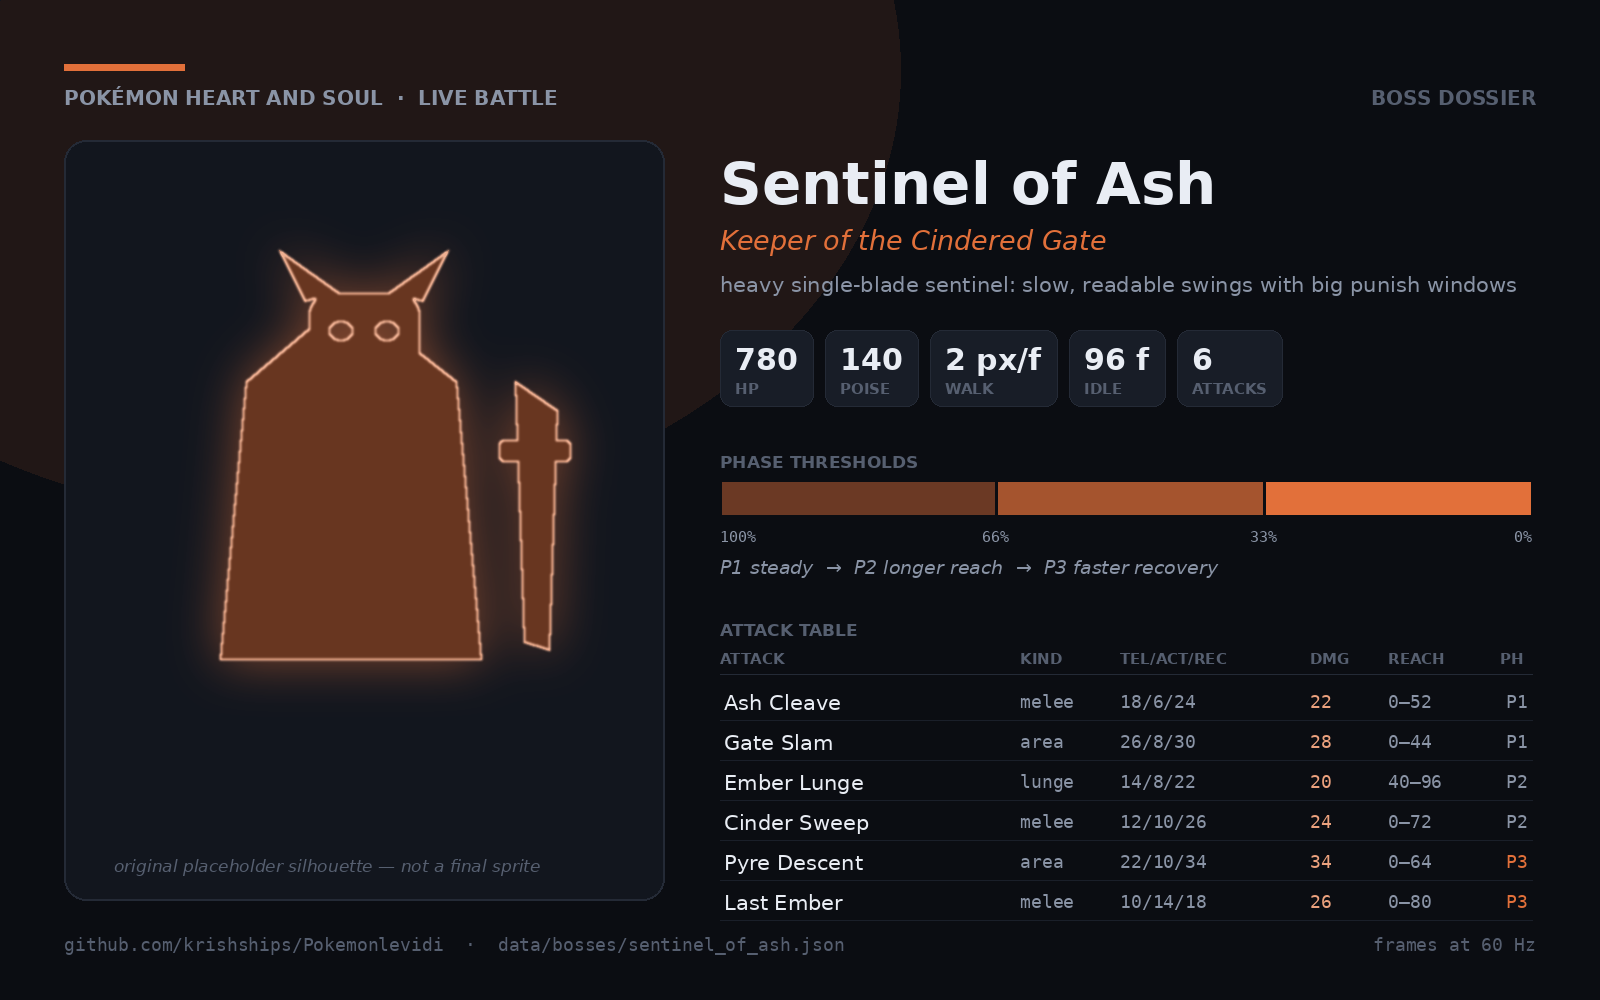 POKÉMON HEART AND SOUL · LIVE BATTLE
BOSS DOSSIER
Sentinel of Ash
Keeper of the Cindered Gate
heavy single-blade sentinel: slow, readable swings with big punish windows
780 140 2 px/f 96 f 6
HP POISE WALK IDLE ATTACKS
PHASE THRESHOLDS
100% 66% 33% 0%
P1 steady → P2 longer reach → P3 faster recovery
ATTACK TABLE
ATTACK KIND TEL/ACT/REC DMG REACH PH
Ash Cleave melee 18/6/24 22 0–52 P1
Gate Slam area 26/8/30 28 0–44 P1
Ember Lunge lunge 14/8/22 20 40–96 P2
Cinder Sweep melee 12/10/26 24 0–72 P2
Pyre Descent area 22/10/34 34 0–64 P3
Last Ember melee 10/14/18 26 0–80 P3
original placeholder silhouette — not a final sprite
github.com/krishships/Pokemonlevidi · data/bosses/sentinel_of_ash.json
frames at 60 Hz